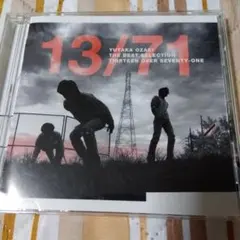 13/71
YUTAKA OZAKI
THE BEST SELECTION
THIRTEEN OVER SEVENTY-ONE